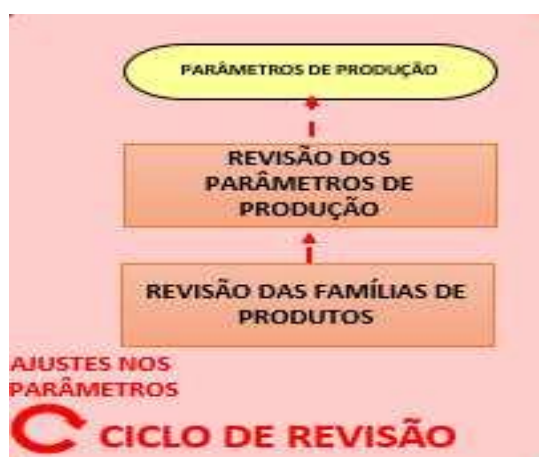 PARÂMETROS DE PRODUÇÃO
REVISÃO DOS
PARÂMETROS DE
PRODUÇÃO
REVISÃO DAS FAMÍLIAS DE
PRODUTOS
AJUSTES NOS
PARÂMETROS
CICLO DE REVISÃO